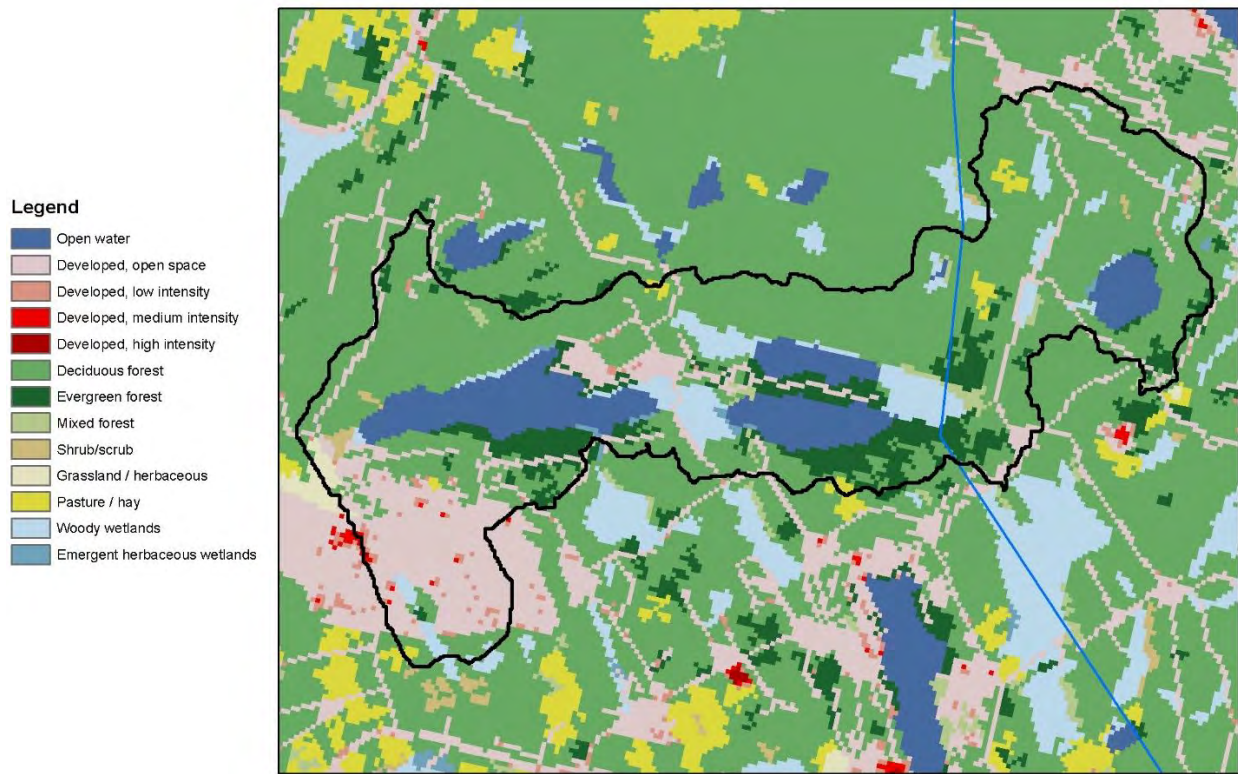 Legend
Open water
Developed, open space
Developed, low intensity
Developed, medium intensity
Developed, high intensity
Deciduous forest
Evergreen forest
Mixed forest
Shrub/scrub
Grassland / herbaceous
Pasture / hay
Woody wetlands
Emergent herbaceous wetlands